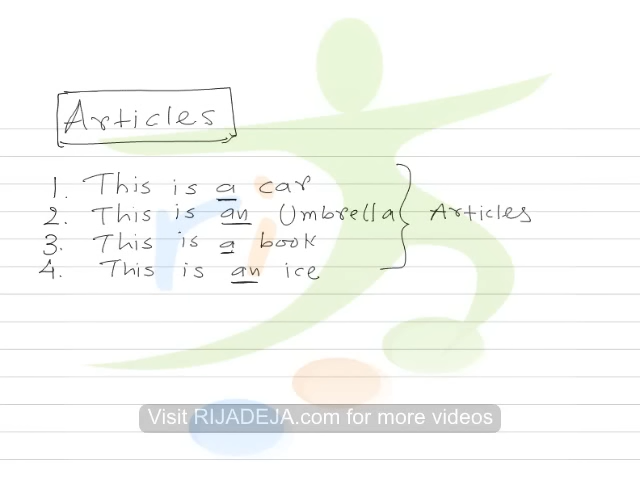 Articles
1. This is a car
2. This is an Umbrella } Articles
3. This is a book
4. This is an ice
ri
Visit RIJADEJA.com for more videos